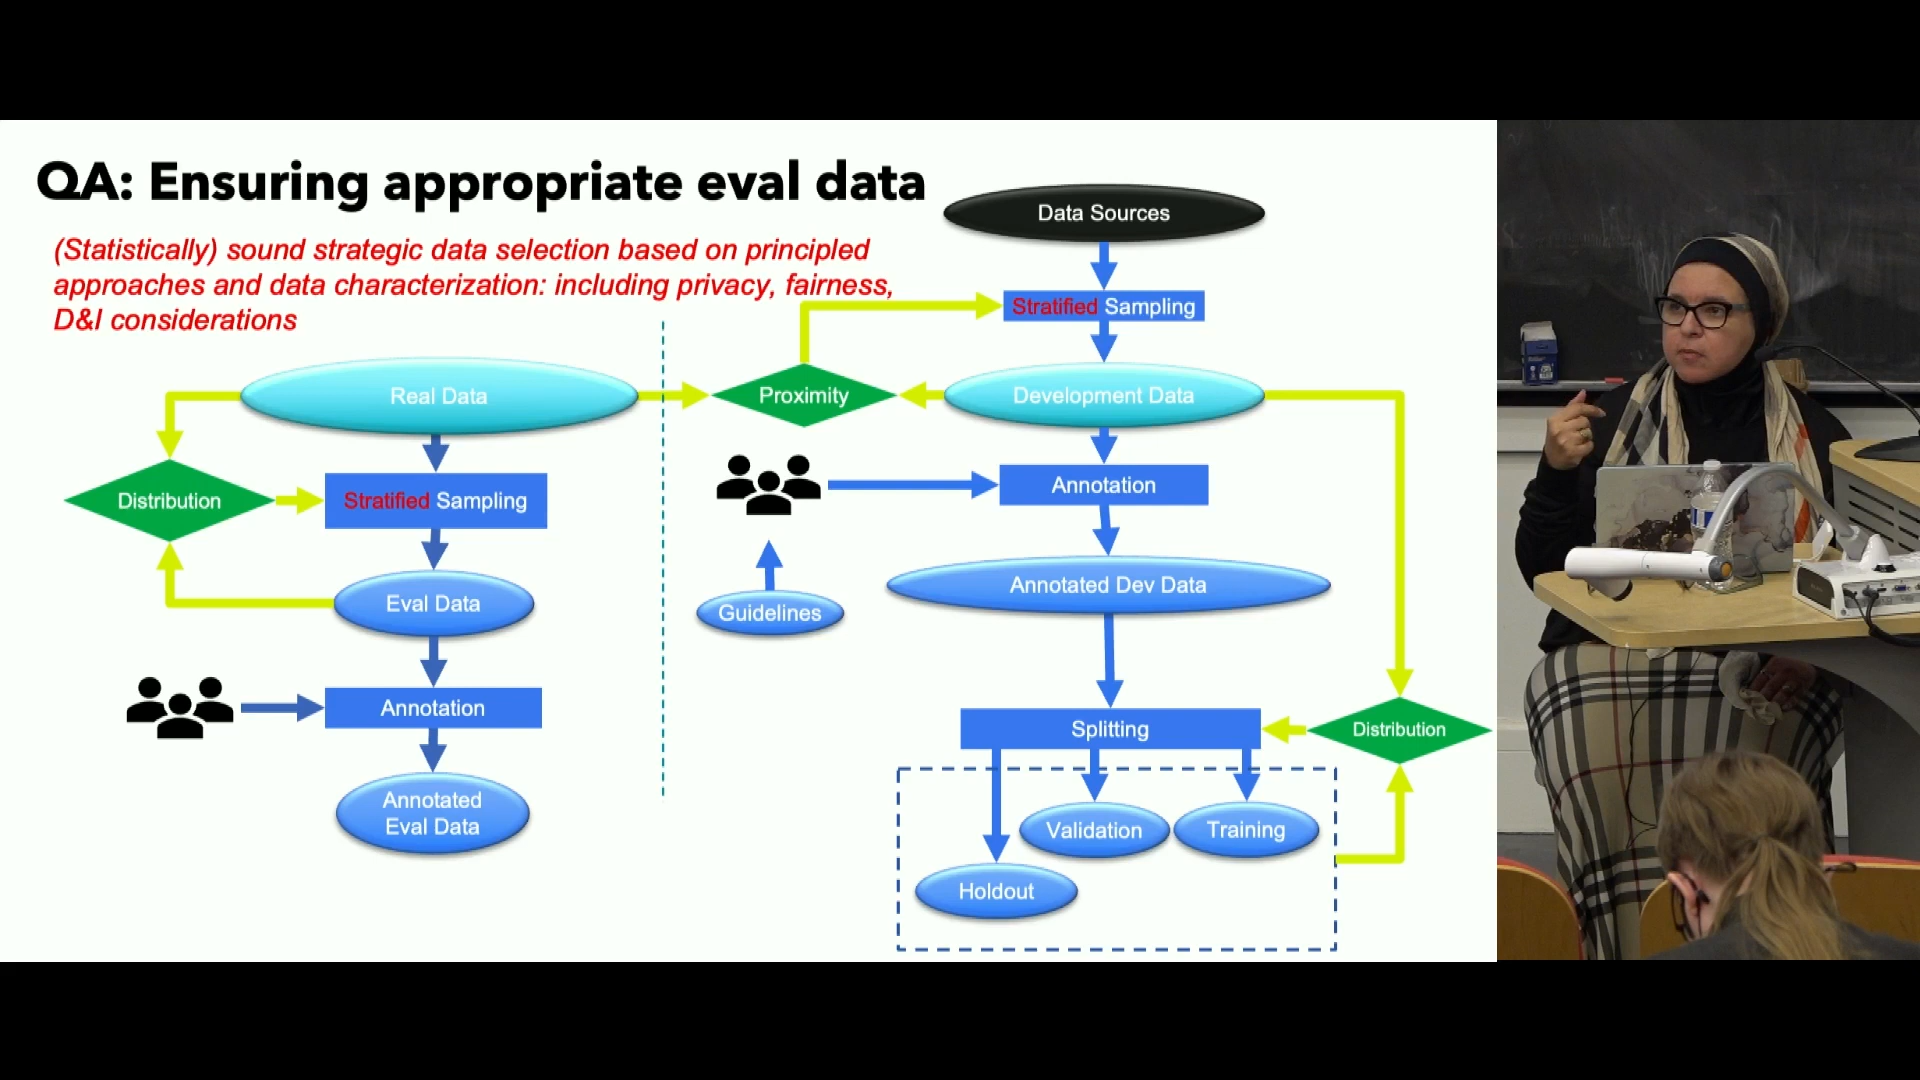 QA: Ensuring appropriate eval data
(Statistically) sound strategic data selection based on principled
approaches and data characterization: including privacy, fairness,
D&I considerations
Real Data
Distribution
Stratified Sampling
Eval Data
Annotation
Annotated
Eval Data
Data Sources
Stratified Sampling
Proximity
Development Data
Annotation
Guidelines
Annotated Dev Data
Splitting
Distribution
Validation
Training
Holdout